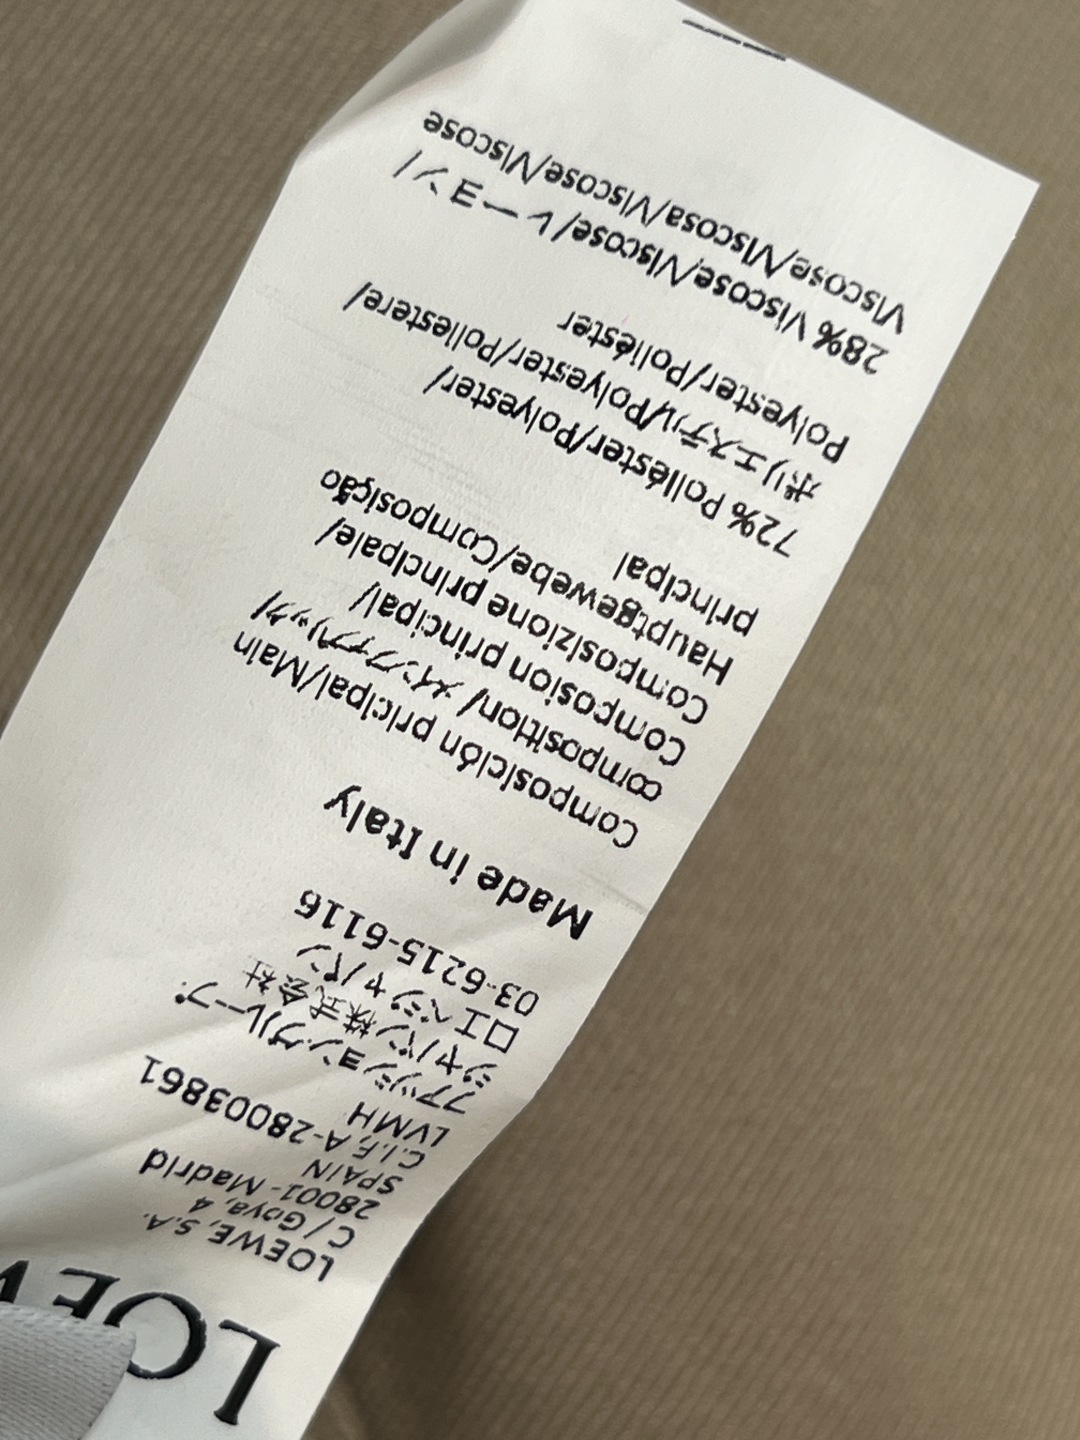 LOEW
LOEWE, S.A.
C/Goya, 4
28001- Madrid
SPAIN
C.I.F, A-28003861
LVMH
ファッション.グループ.
ジャパン株式会社
ロエベジャパン
03-6215-6116
Made in Italy
Composición pricipal/Main
composition/メインファブリック/
Composion principal/
Composizione principale/
Hauptgewebe/Composição
principal
72% Poliéster/Polyester/
ポリエステル/Polyester/Poliestere/
Polyester/Poliéster
28% Viscose/Viscose/レーヨン/
Viscose/Viscosa/Viscose/Viscose